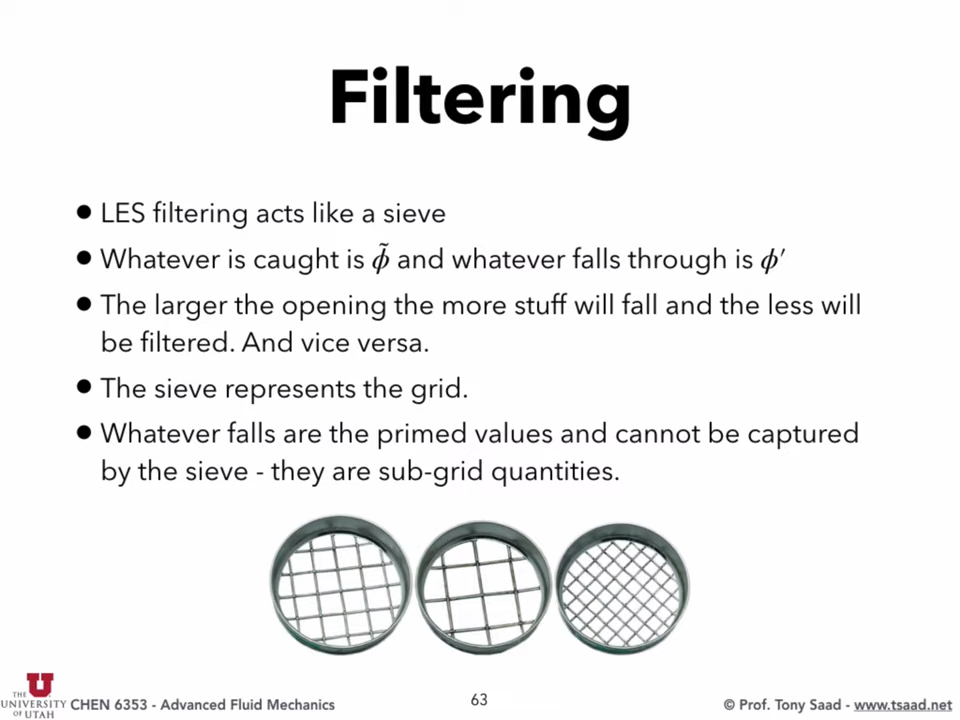 Filtering
• LES filtering acts like a sieve
• Whatever is caught is ϕ̃ and whatever falls through is ϕ′
• The larger the opening the more stuff will fall and the less will
be filtered. And vice versa.
• The sieve represents the grid.
• Whatever falls are the primed values and cannot be captured
by the sieve - they are sub-grid quantities.
THE
UNIVERSITY
OF UTAH
CHEN 6353 - Advanced Fluid Mechanics
63
© Prof. Tony Saad - www.tsaad.net